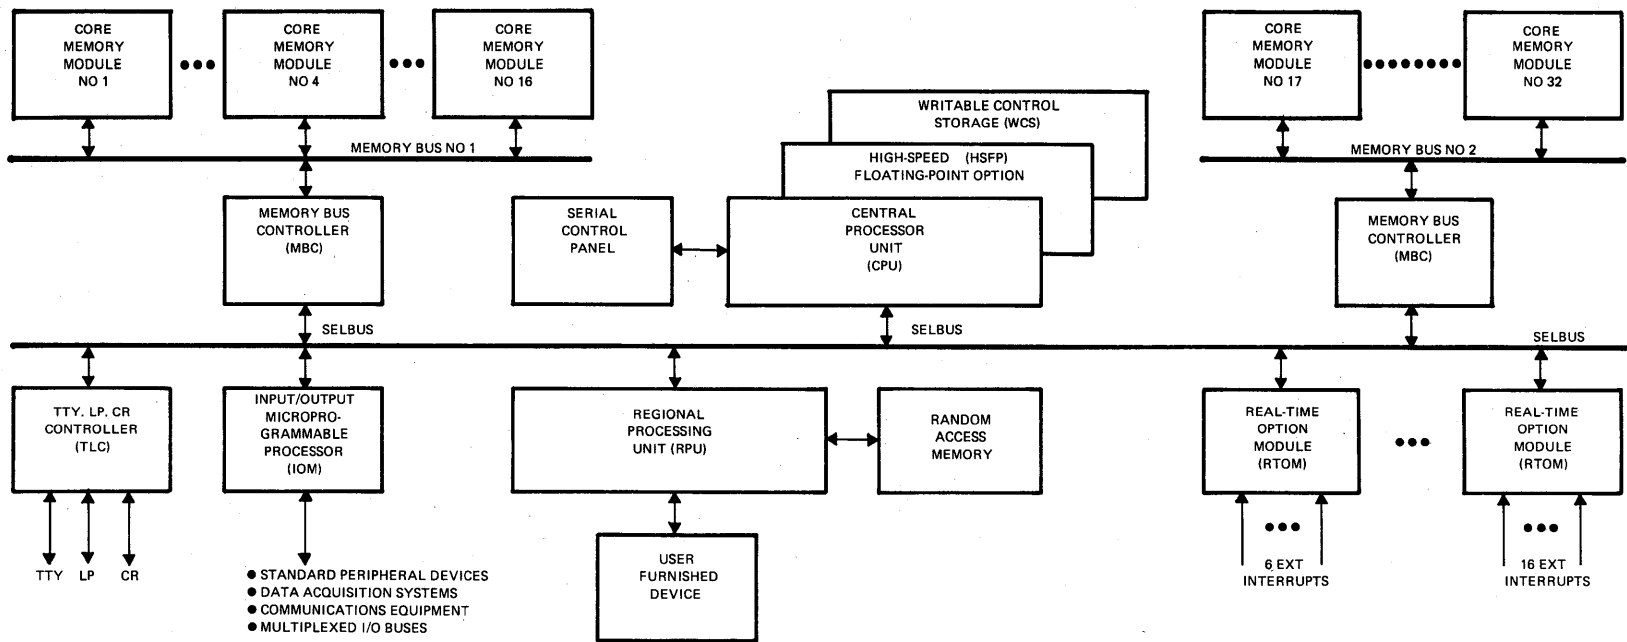 CORE
MEMORY
MODULE
NO 1
CORE
MEMORY
MODULE
NO 4
CORE
MEMORY
MODULE
NO 16
MEMORY BUS NO 1
WRITABLE CONTROL
STORAGE (WCS)
HIGH-SPEED (HSFP)
FLOATING-POINT OPTION
CORE
MEMORY
MODULE
NO 17
CORE
MEMORY
MODULE
NO 32
MEMORY BUS NO 2
MEMORY BUS
CONTROLLER
(MBC)
SERIAL
CONTROL
PANEL
CENTRAL
PROCESSOR
UNIT
(CPU)
MEMORY BUS
CONTROLLER
(MBC)
SELBUS
SELBUS
SELBUS
TTY, LP, CR
CONTROLLER
(TLC)
INPUT/OUTPUT
MICROPRO-
GRAMMABLE
PROCESSOR
(IOM)
REGIONAL
PROCESSING
UNIT (RPU)
RANDOM
ACCESS
MEMORY
REAL-TIME
OPTION
MODULE
(RTOM)
REAL-TIME
OPTION
MODULE
(RTOM)
TTY LP CR
● STANDARD PERIPHERAL DEVICES
● DATA ACQUISITION SYSTEMS
● COMMUNICATIONS EQUIPMENT
● MULTIPLEXED I/O BUSES
USER
FURNISHED
DEVICE
6 EXT
INTERRUPTS
16 EXT
INTERRUPTS